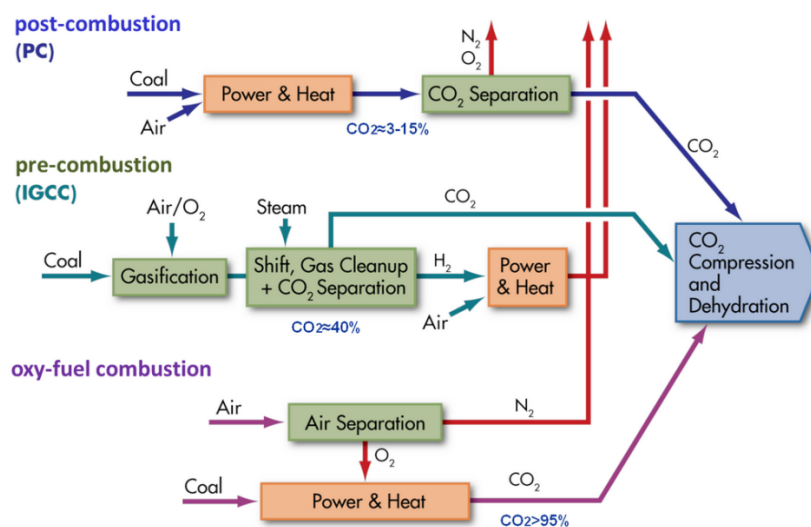 post-combustion
(PC)
Coal
Air
Power & Heat
CO₂≈3-15%
N₂
O₂
CO₂ Separation
CO₂
pre-combustion
(IGCC)
Air/O₂
Steam
CO₂
Coal
Gasification
Shift, Gas Cleanup
+ CO₂ Separation
H₂
Air
Power
& Heat
CO₂≈40%
CO₂
Compression
and
Dehydration
oxy-fuel combustion
Air
Air Separation
N₂
O₂
Coal
Power & Heat
CO₂
CO₂>95%